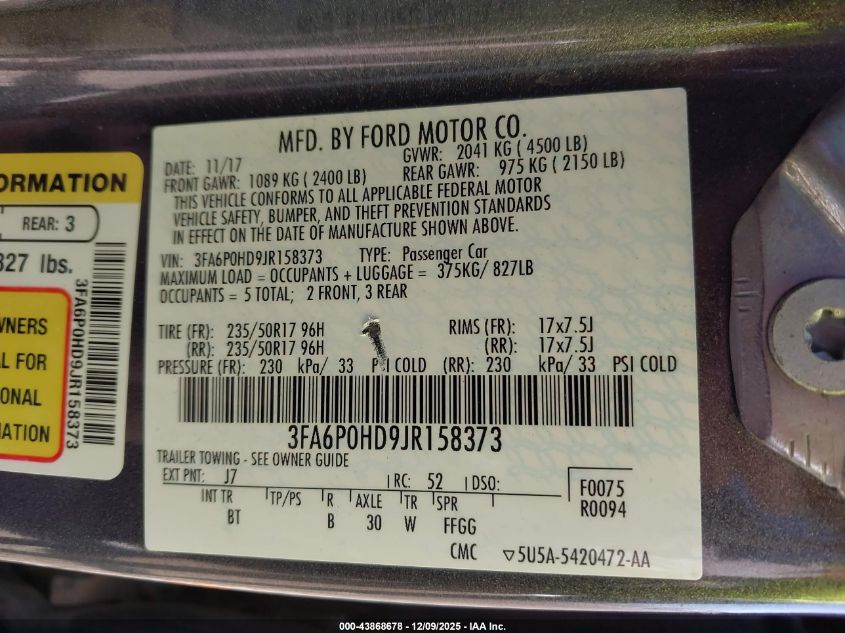 MFD. BY FORD MOTOR CO.
DATE: 11/17 GVWR: 2041 KG ( 4500 LB)
FRONT GAWR: 1089 KG ( 2400 LB) REAR GAWR: 975 KG ( 2150 LB)
THIS VEHICLE CONFORMS TO ALL APPLICABLE FEDERAL MOTOR
VEHICLE SAFETY, BUMPER, AND THEFT PREVENTION STANDARDS
IN EFFECT ON THE DATE OF MANUFACTURE SHOWN ABOVE.
VIN: 3FA6P0HD9JR158373 TYPE: Passenger Car
MAXIMUM LOAD = OCCUPANTS + LUGGAGE = 375KG/ 827LB
OCCUPANTS = 5 TOTAL; 2 FRONT, 3 REAR
TIRE (FR): 235/50R17 96H RIMS (FR): 17x7.5J
(RR): 235/50R17 96H (RR): 17x7.5J
PRESSURE (FR): 230 kPa/ 33 PSI COLD (RR): 230 kPa/ 33 PSI COLD
3FA6P0HD9JR158373
TRAILER TOWING - SEE OWNER GUIDE
EXT PNT: J7 RC: 52 DSO:
INT TR TP/PS R AXLE TR SPR
BT B 30 W FFGG
F0075
R0094
CMC ▽5U5A-5420472-AA
ORMATION
REAR: 3
827 lbs.
WNERS
AL FOR
ONAL
MATION
3FA6P0HD9JR158373
000-43868678 - 12/09/2025 - IAA Inc.